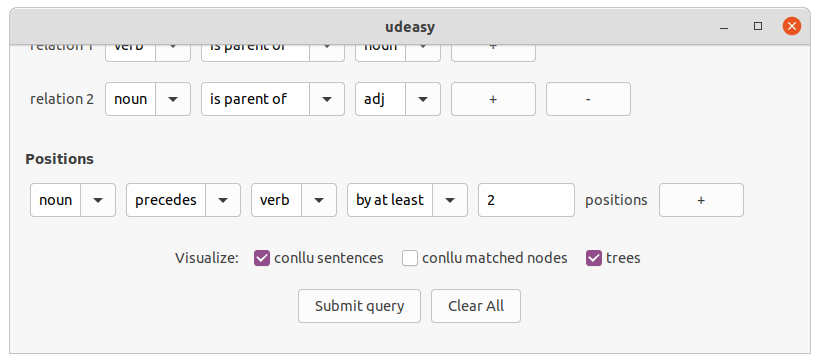 udeasy
relation 1 verb is parent of noun +
relation 2 noun is parent of adj + -
Positions
noun precedes verb by at least 2 positions +
Visualize: conllu sentences conllu matched nodes trees
Submit query Clear All